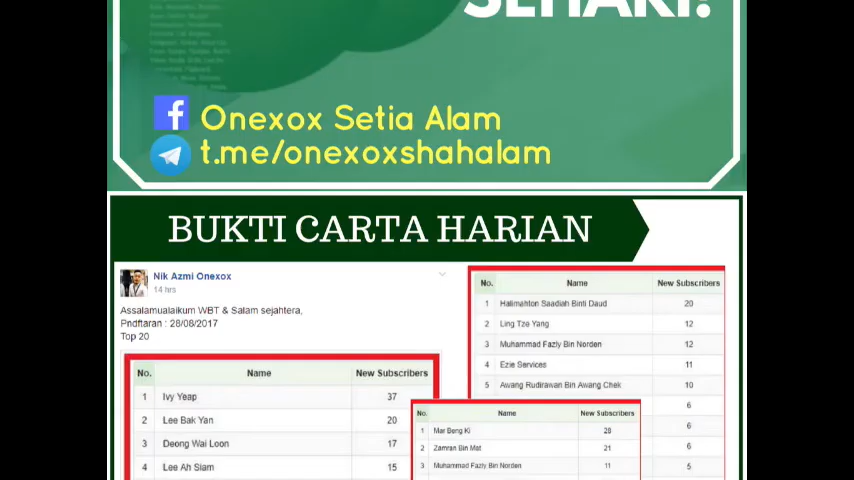 SEHARI!
Onexox Setia Alam
t.me/onexoxshahalam
BUKTI CARTA HARIAN
Nik Azmi Onexox
14 hrs
Assalamualaikum WBT & Salam sejahtera,
Pndftaran : 28/08/2017
Top 20
No. Name New Subscribers
1 Ivy Yeap 37
2 Lee Bak Yan 20
3 Deong Wai Loon 17
4 Lee Ah Siam 15
No. Name New Subscribers
1 Halimahton Saadiah Binti Daud 20
2 Ling Tze Yang 12
3 Muhammad Fazly Bin Norden 12
4 Ezie Services 11
5 Awang Rudirawan Bin Awang Chek 10
6
6
6
5
No. Name New Subscribers
1 Mar Beng Ki 28
2 Zamran Bin Mat 21
3 Muhammad Fazly Bin Norden 11